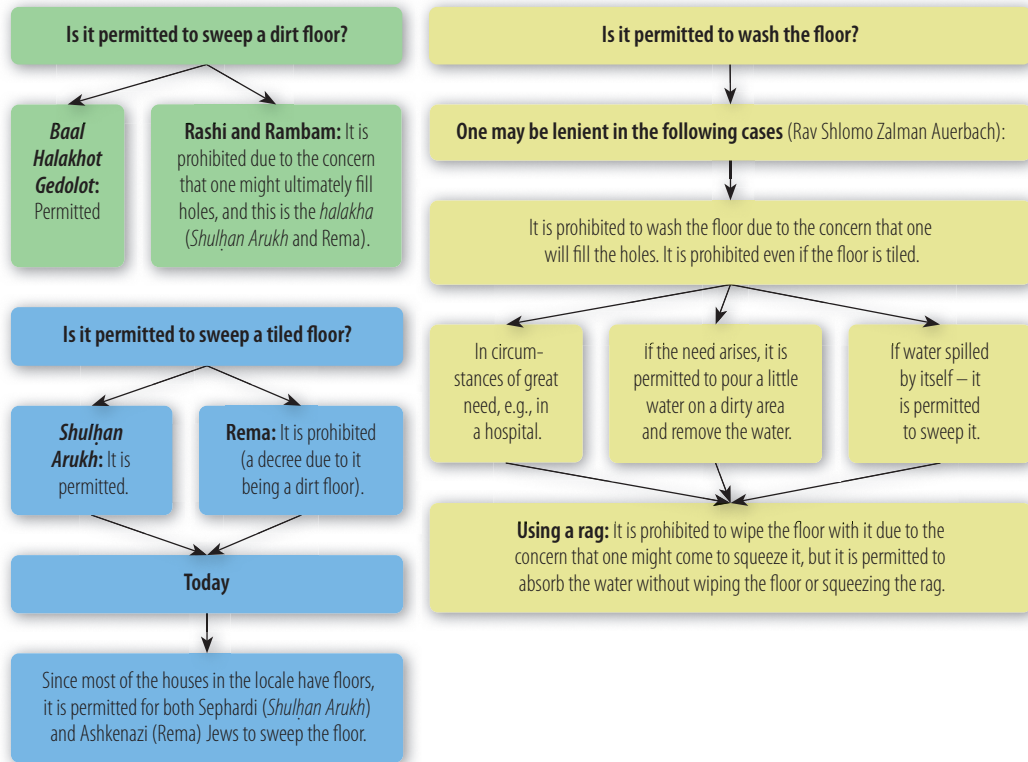 Is it permitted to sweep a dirt floor?
Baal
Halakhot
Gedolot:
Permitted
Rashi and Rambam: It is
prohibited due to the concern
that one might ultimately fill
holes, and this is the halakha
(Shulḥan Arukh and Rema).
Is it permitted to sweep a tiled floor?
Shulḥan
Arukh: It is
permitted.
Rema: It is prohibited
(a decree due to it
being a dirt floor).
Today
Since most of the houses in the locale have floors,
it is permitted for both Sephardi (Shulḥan Arukh)
and Ashkenazi (Rema) Jews to sweep the floor.
Is it permitted to wash the floor?
One may be lenient in the following cases (Rav Shlomo Zalman Auerbach):
It is prohibited to wash the floor due to the concern that one
will fill the holes. It is prohibited even if the floor is tiled.
In circum-
stances of great
need, e.g., in
a hospital.
if the need arises, it is
permitted to pour a little
water on a dirty area
and remove the water.
If water spilled
by itself – it
is permitted
to sweep it.
Using a rag: It is prohibited to wipe the floor with it due to the
concern that one might come to squeeze it, but it is permitted to
absorb the water without wiping the floor or squeezing the rag.